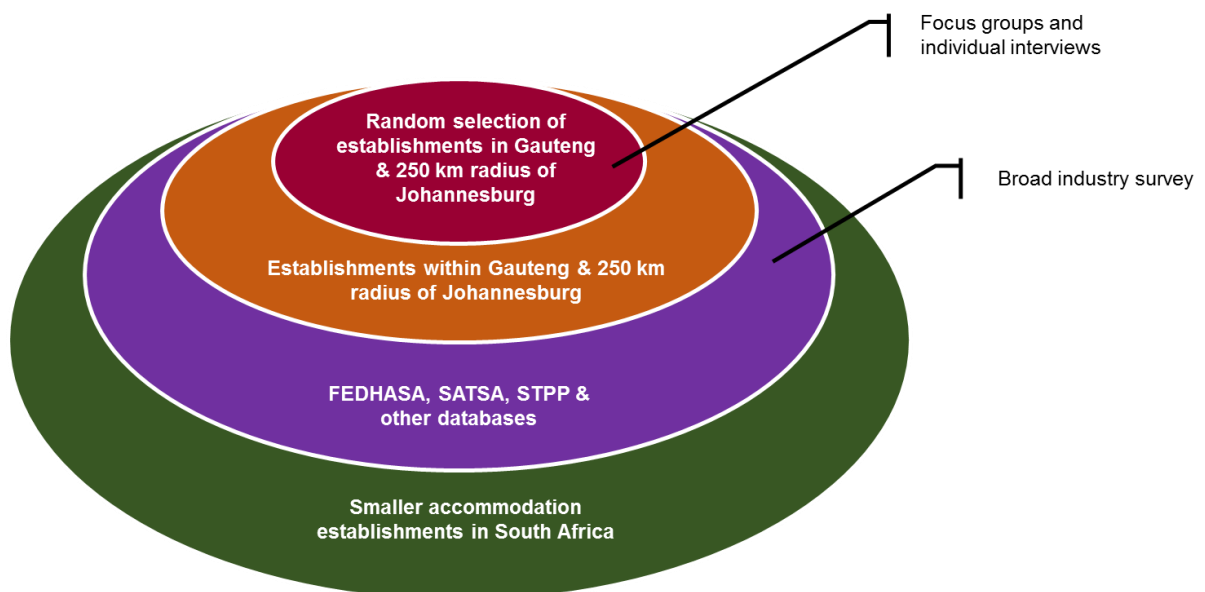 Focus groups and
individual interviews
Random selection of
establishments in Gauteng
& 250 km radius of
Johannesburg
Broad industry survey
Establishments within Gauteng & 250 km
radius of Johannesburg
FEDHASA, SATSA, STPP &
other databases
Smaller accommodation
establishments in South Africa